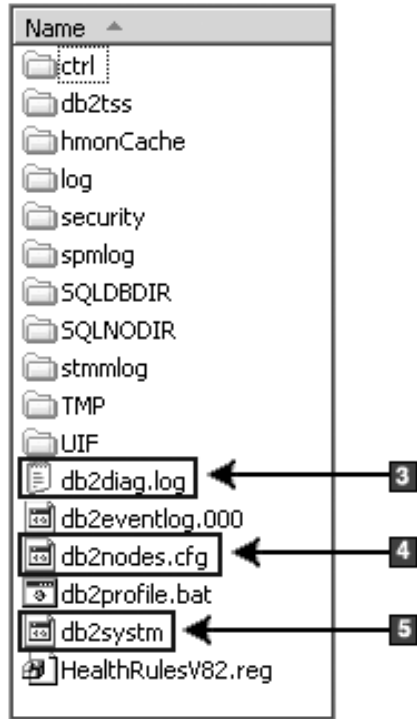 Name
ctrl
db2tss
hmonCache
log
security
spmlog
SQLDBDIR
SQLNODIR
stmmlog
TMP
UIF
db2diag.log 3
db2eventlog.000
db2nodes.cfg 4
db2profile.bat
db2systm 5
HealthRulesV82.reg